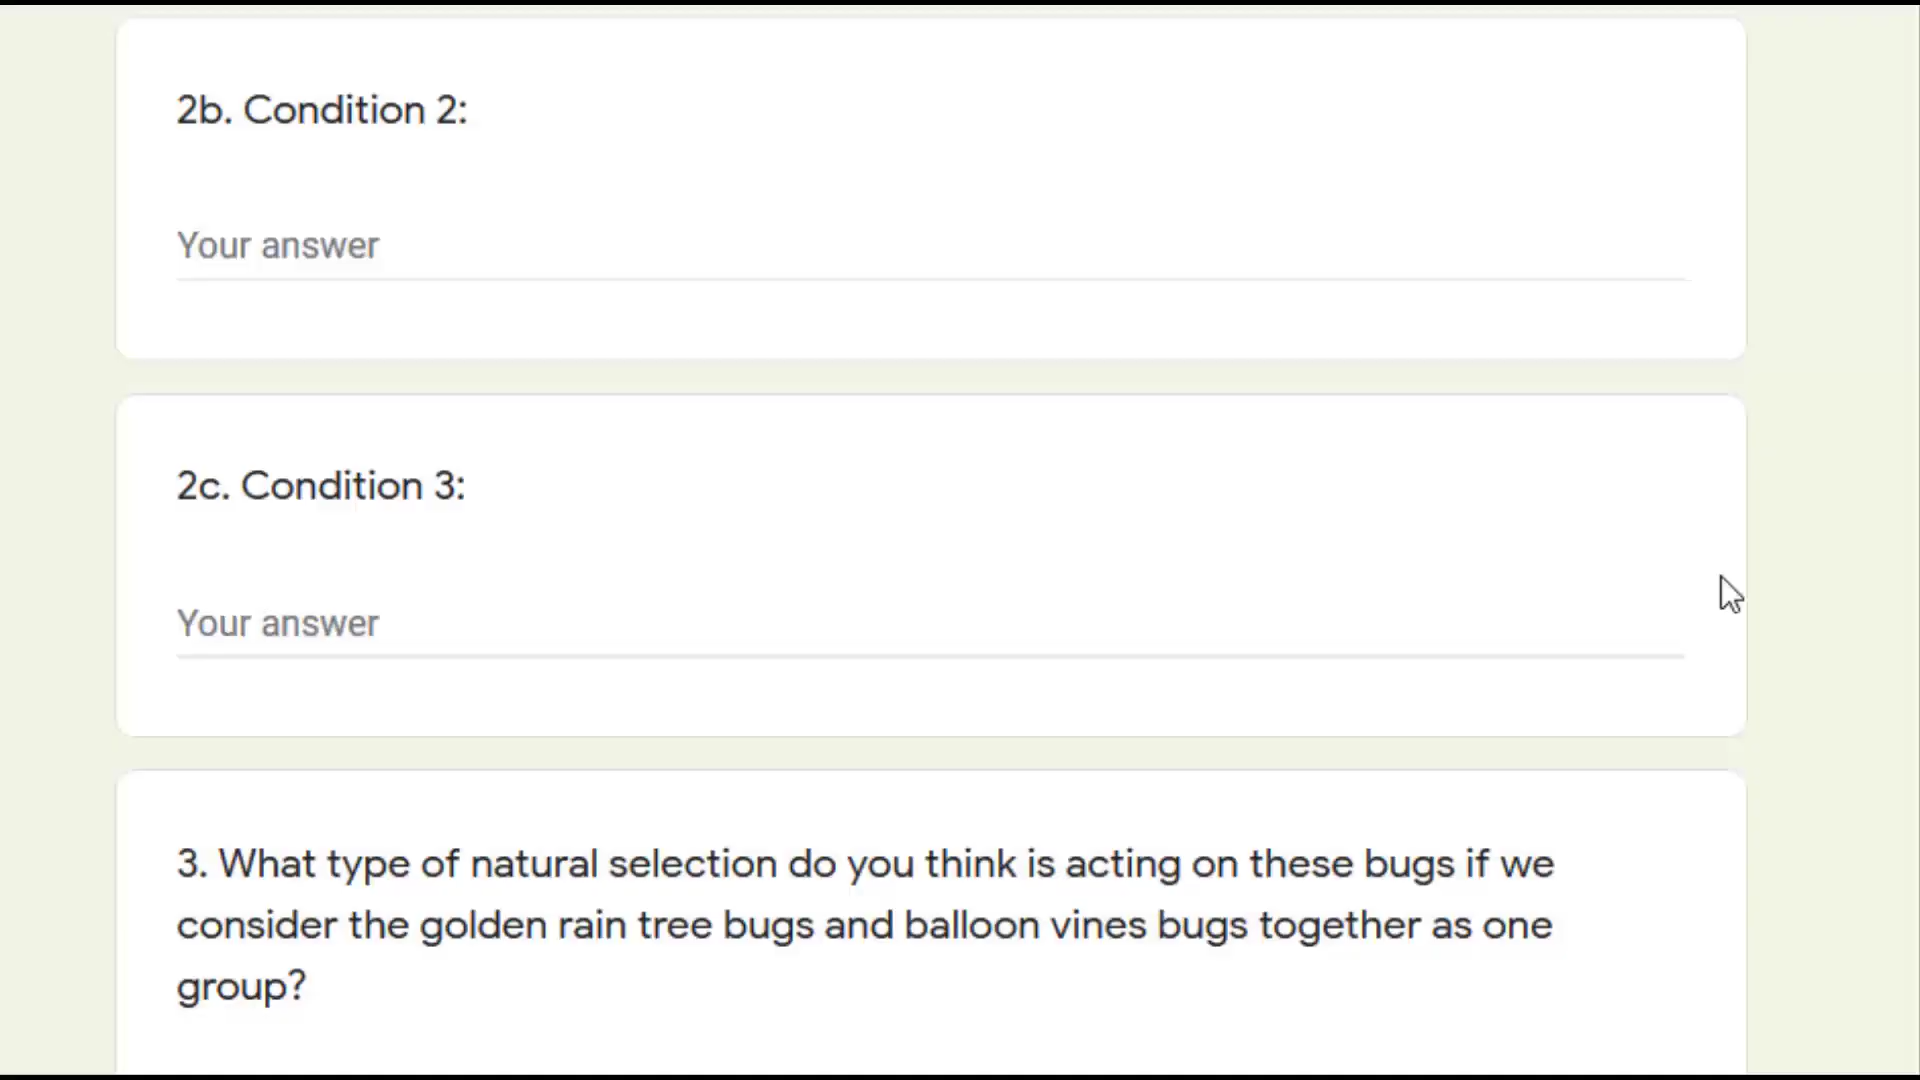 2b. Condition 2:
Your answer
2c. Condition 3:
Your answer
3. What type of natural selection do you think is acting on these bugs if we
consider the golden rain tree bugs and balloon vines bugs together as one
group?